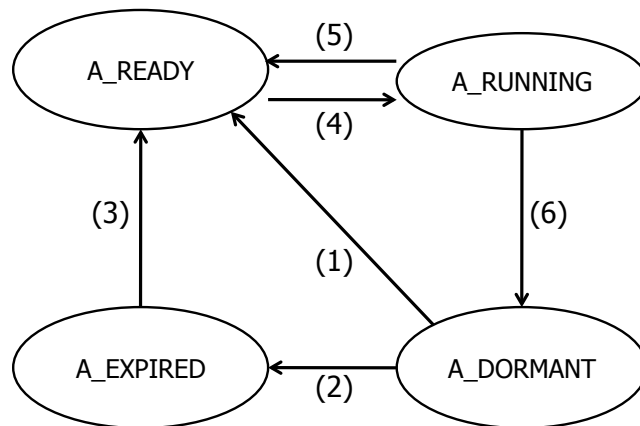 (5)
A_READY
A_RUNNING
(4)
(3)
(6)
(1)
A_EXPIRED
A_DORMANT
(2)